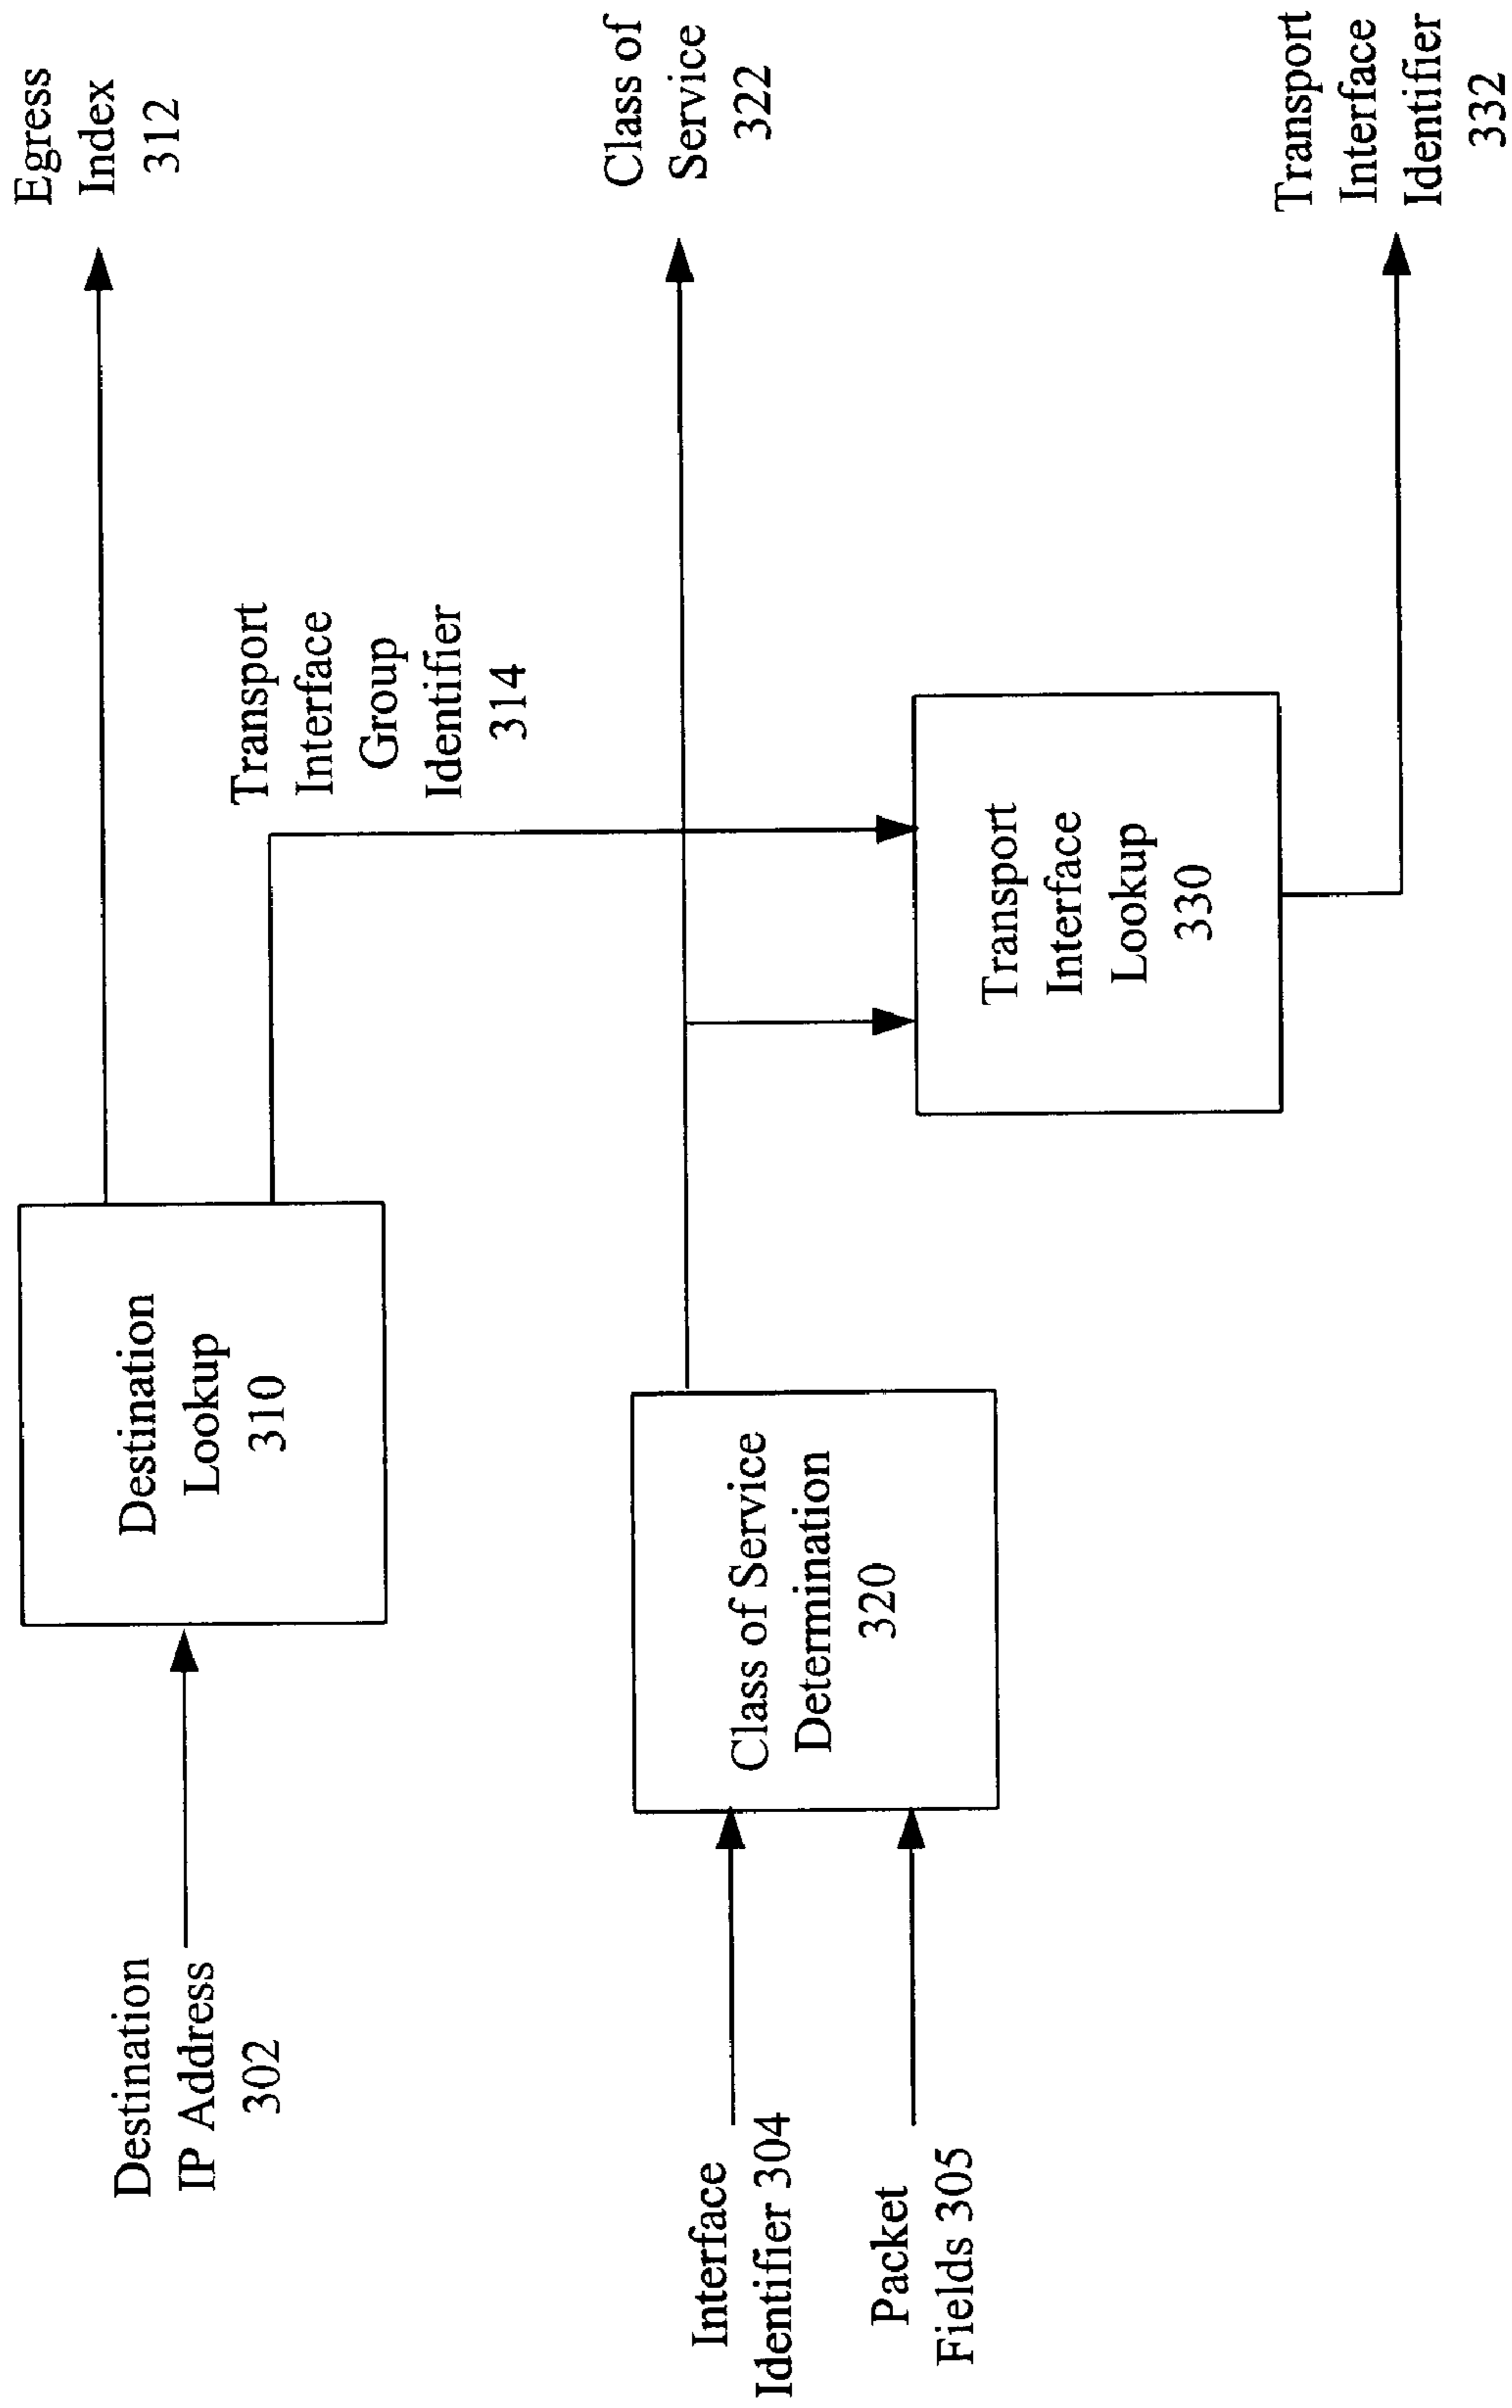 Destination
IP Address
302
Interface
Identifier 304
Packet
Fields 305
Destination
Lookup
310
Class of Service
Determination
320
Transport
Interface
Group
Identifier
314
Transport
Interface
Lookup
330
Egress
Index
312
Class of
Service
322
Transport
Interface
Identifier
332